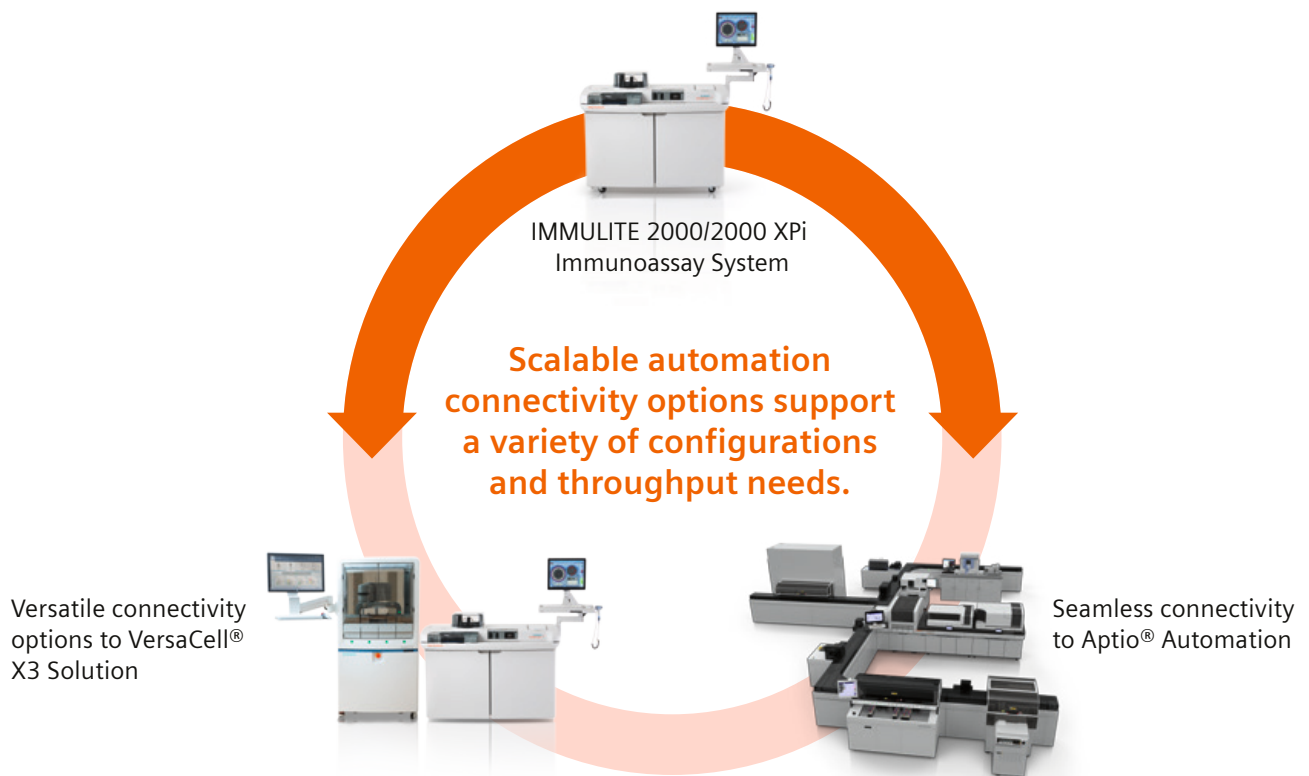 IMMULITE 2000/2000 XPi
Immunoassay System
Scalable automation
connectivity options support
a variety of configurations
and throughput needs.
Versatile connectivity
options to VersaCell®
X3 Solution
Seamless connectivity
to Aptio® Automation